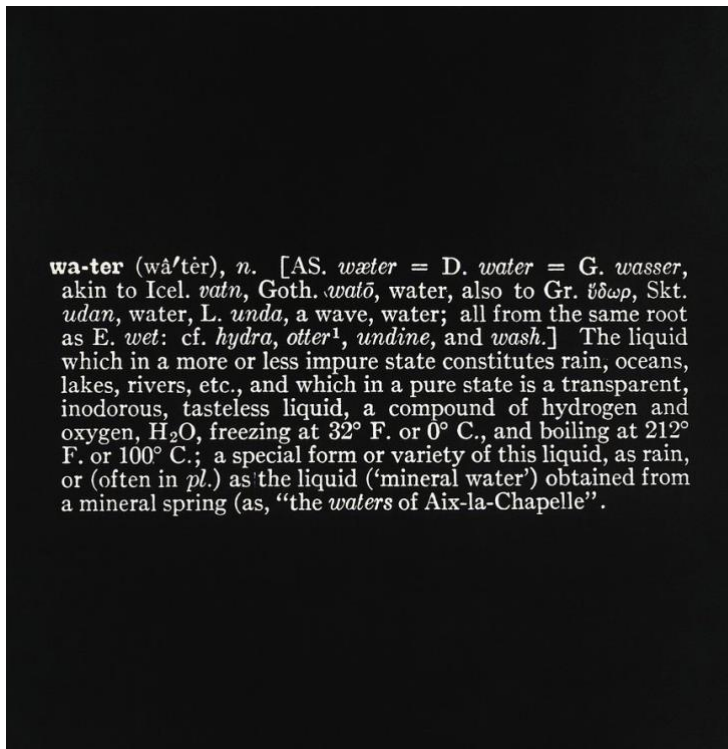 wa-ter (wâ′tėr), n. [AS. wæter = D. water = G. wasser,
akin to Icel. vatn, Goth. watō, water, also to Gr. ὕδωρ, Skt.
udan, water, L. unda, a wave, water; all from the same root
as E. wet: cf. hydra, otter¹, undine, and wash.] The liquid
which in a more or less impure state constitutes rain, oceans,
lakes, rivers, etc., and which in a pure state is a transparent,
inodorous, tasteless liquid, a compound of hydrogen and
oxygen, H₂O, freezing at 32° F. or 0° C., and boiling at 212°
F. or 100° C.; a special form or variety of this liquid, as rain,
or (often in pl.) as the liquid (‘mineral water’) obtained from
a mineral spring (as, “the waters of Aix-la-Chapelle”.